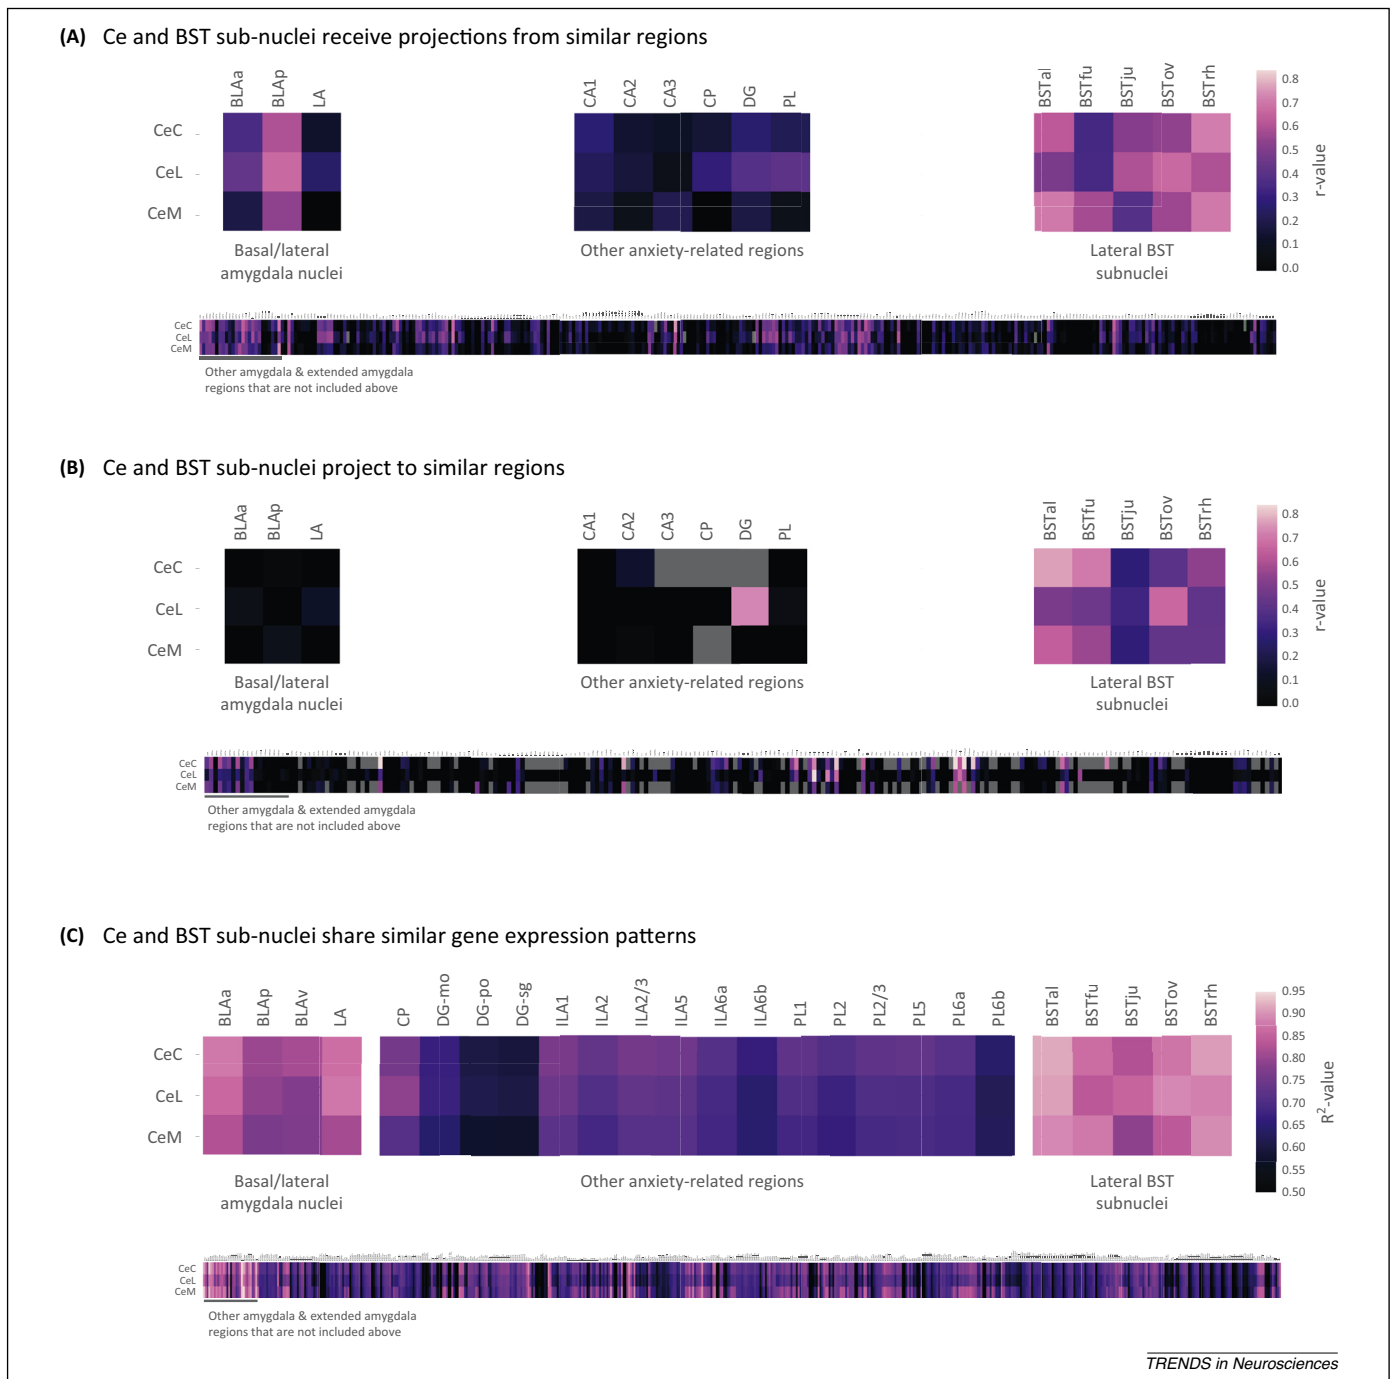 (A) Ce and BST sub-nuclei receive projections from similar regions
BLAa BLAp LA CA1 CA2 CA3 CP DG PL BSTal BSTfu BSTju BSTov BSTrh
CeC
CeL
CeM
0.8
0.7
0.6
0.5
0.4
0.3
0.2
0.1
0.0
r-value
Basal/lateral
amygdala nuclei
Other anxiety-related regions
Lateral BST
subnuclei
CeC
CeL
CeM
Other amygdala & extended amygdala
regions that are not included above
(B) Ce and BST sub-nuclei project to similar regions
BLAa BLAp LA CA1 CA2 CA3 CP DG PL BSTal BSTfu BSTju BSTov BSTrh
CeC
CeL
CeM
0.8
0.7
0.6
0.5
0.4
0.3
0.2
0.1
0.0
r-value
Basal/lateral
amygdala nuclei
Other anxiety-related regions
Lateral BST
subnuclei
CeC
CeL
CeM
Other amygdala & extended amygdala
regions that are not included above
(C) Ce and BST sub-nuclei share similar gene expression patterns
BLAa BLAp BLAv LA CP DG-mo DG-po DG-sg ILA1 ILA2 ILA2/3 ILA5 ILA6a ILA6b PL1 PL2 PL2/3 PL5 PL6a PL6b BSTal BSTfu BSTju BSTov BSTrh
CeC
CeL
CeM
0.95
0.90
0.85
0.80
0.75
0.70
0.65
0.60
0.55
0.50
R²-value
Basal/lateral
amygdala nuclei
Other anxiety-related regions
Lateral BST
subnuclei
CeC
CeL
CeM
Other amygdala & extended amygdala
regions that are not included above
TRENDS in Neurosciences